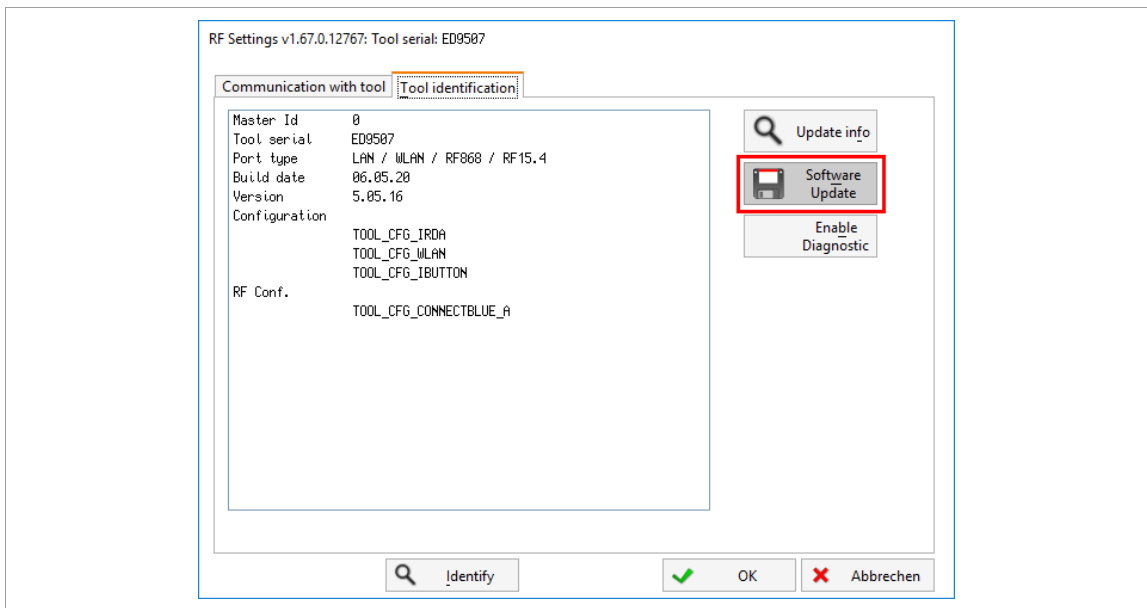 RF Settings v1.67.0.12767: Tool serial: ED9507
Communication with tool
Tool identification
Master Id 0
Tool serial ED9507
Port type LAN / WLAN / RF868 / RF15.4
Build date 06.05.20
Version 5.05.16
Configuration
TOOL_CFG_IRDA
TOOL_CFG_WLAN
TOOL_CFG_IBUTTON
RF Conf.
TOOL_CFG_CONNECTBLUE_A
Update info
Software
Update
Enable
Diagnostic
Identify
OK
Abbrechen